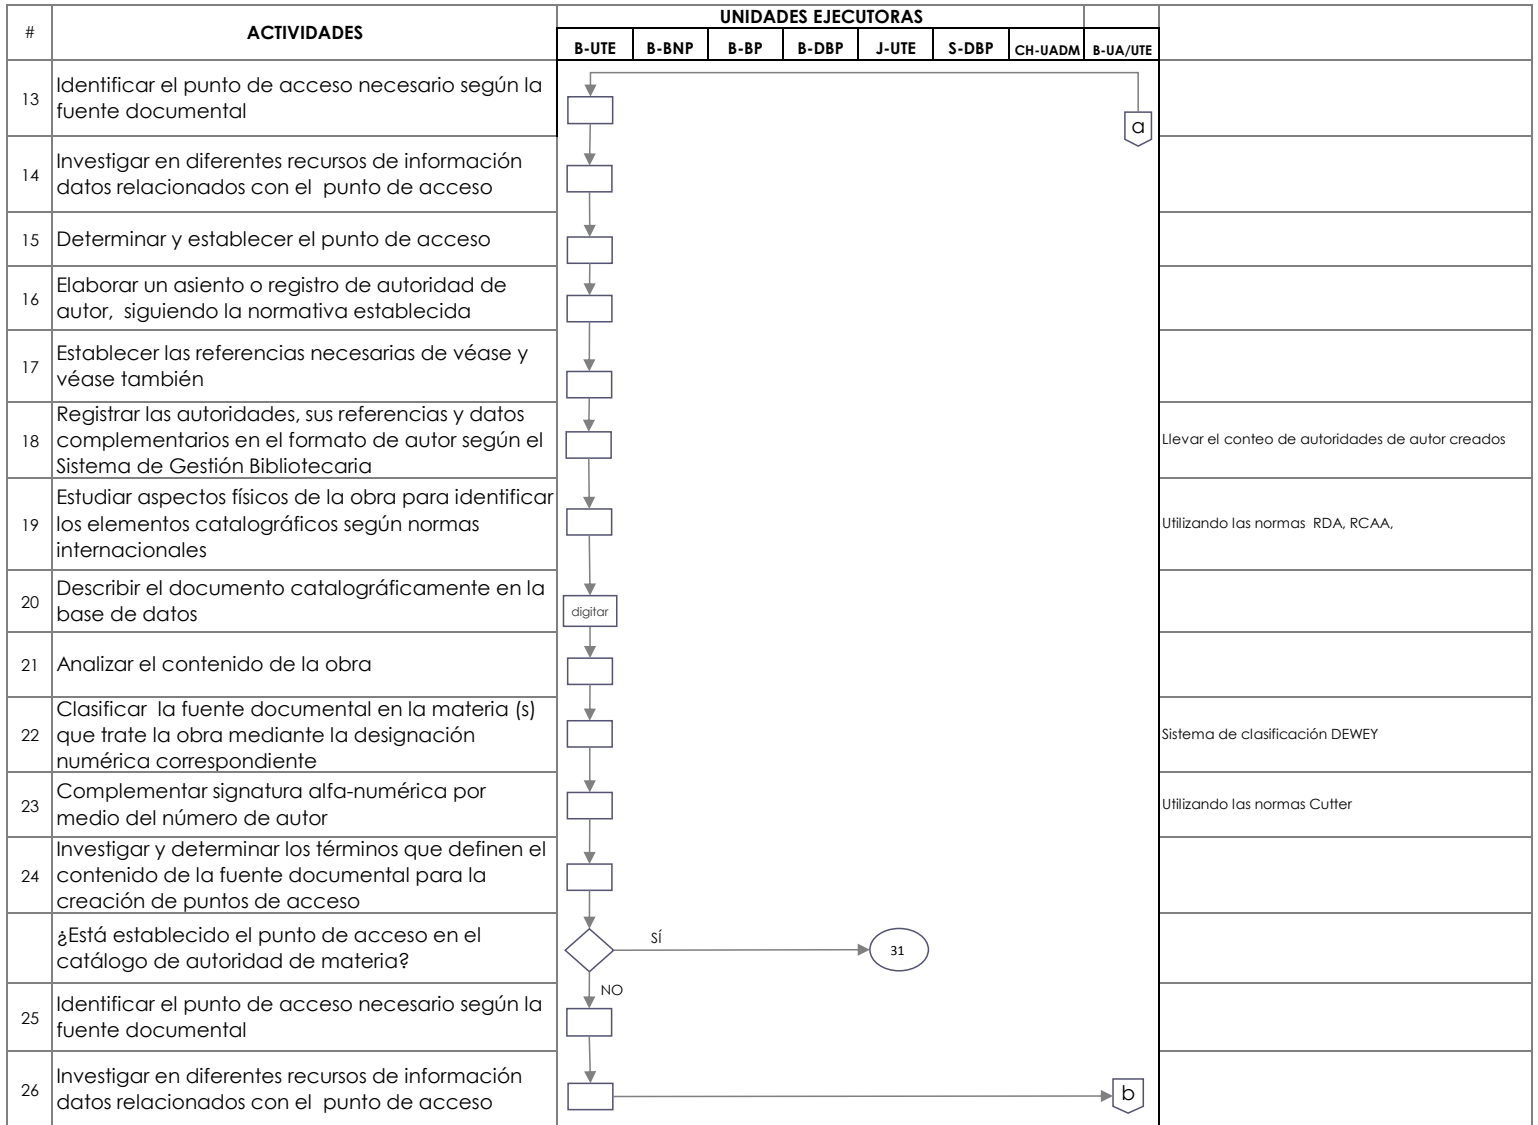 # ACTIVIDADES UNIDADES EJECUTORAS
B-UTE B-BNP B-BP B-DBP J-UTE S-DBP CH-UADM B-UA/UTE
13 Identificar el punto de acceso necesario según la
fuente documental
a
14 Investigar en diferentes recursos de información
datos relacionados con el punto de acceso
15 Determinar y establecer el punto de acceso
16 Elaborar un asiento o registro de autoridad de
autor, siguiendo la normativa establecida
17 Establecer las referencias necesarias de véase y
véase también
18 Registrar las autoridades, sus referencias y datos
complementarios en el formato de autor según el
Sistema de Gestión Bibliotecaria
Llevar el conteo de autoridades de autor creados
19 Estudiar aspectos físicos de la obra para identificar
los elementos catalográficos según normas
internacionales
Utilizando las normas RDA, RCAA,
20 Describir el documento catalográficamente en la
base de datos
digitar
21 Analizar el contenido de la obra
22 Clasificar la fuente documental en la materia (s)
que trate la obra mediante la designación
numérica correspondiente
Sistema de clasificación DEWEY
23 Complementar signatura alfa-numérica por
medio del número de autor
Utilizando las normas Cutter
24 Investigar y determinar los términos que definen el
contenido de la fuente documental para la
creación de puntos de acceso
¿Está establecido el punto de acceso en el
catálogo de autoridad de materia?
SÍ
31
NO
25 Identificar el punto de acceso necesario según la
fuente documental
26 Investigar en diferentes recursos de información
datos relacionados con el punto de acceso
b